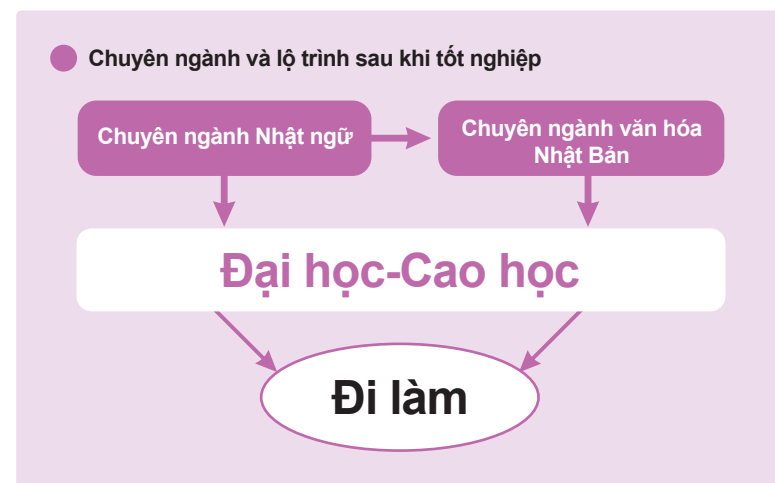 Chuyên ngành và lộ trình sau khi tốt nghiệp
Chuyên ngành Nhật ngữ
Chuyên ngành văn hóa
Nhật Bản
Đại học-Cao học
Đi làm